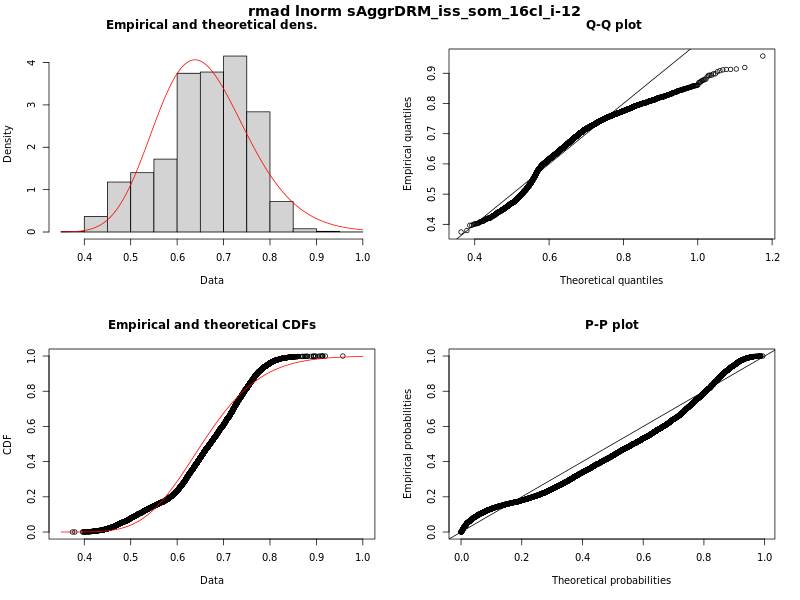 rmad lnorm sAggrDRM_iss_som_16cl_i-12
Empirical and theoretical dens.
Density
0 1 2 3 4
0.4 0.5 0.6 0.7 0.8 0.9 1.0
Data
Q-Q plot
Empirical quantiles
0.4 0.5 0.6 0.7 0.8 0.9
0.4 0.6 0.8 1.0 1.2
Theoretical quantiles
Empirical and theoretical CDFs
CDF
0.0 0.2 0.4 0.6 0.8 1.0
0.4 0.5 0.6 0.7 0.8 0.9 1.0
Data
P-P plot
Empirical probabilities
0.0 0.2 0.4 0.6 0.8 1.0
0.0 0.2 0.4 0.6 0.8 1.0
Theoretical probabilities